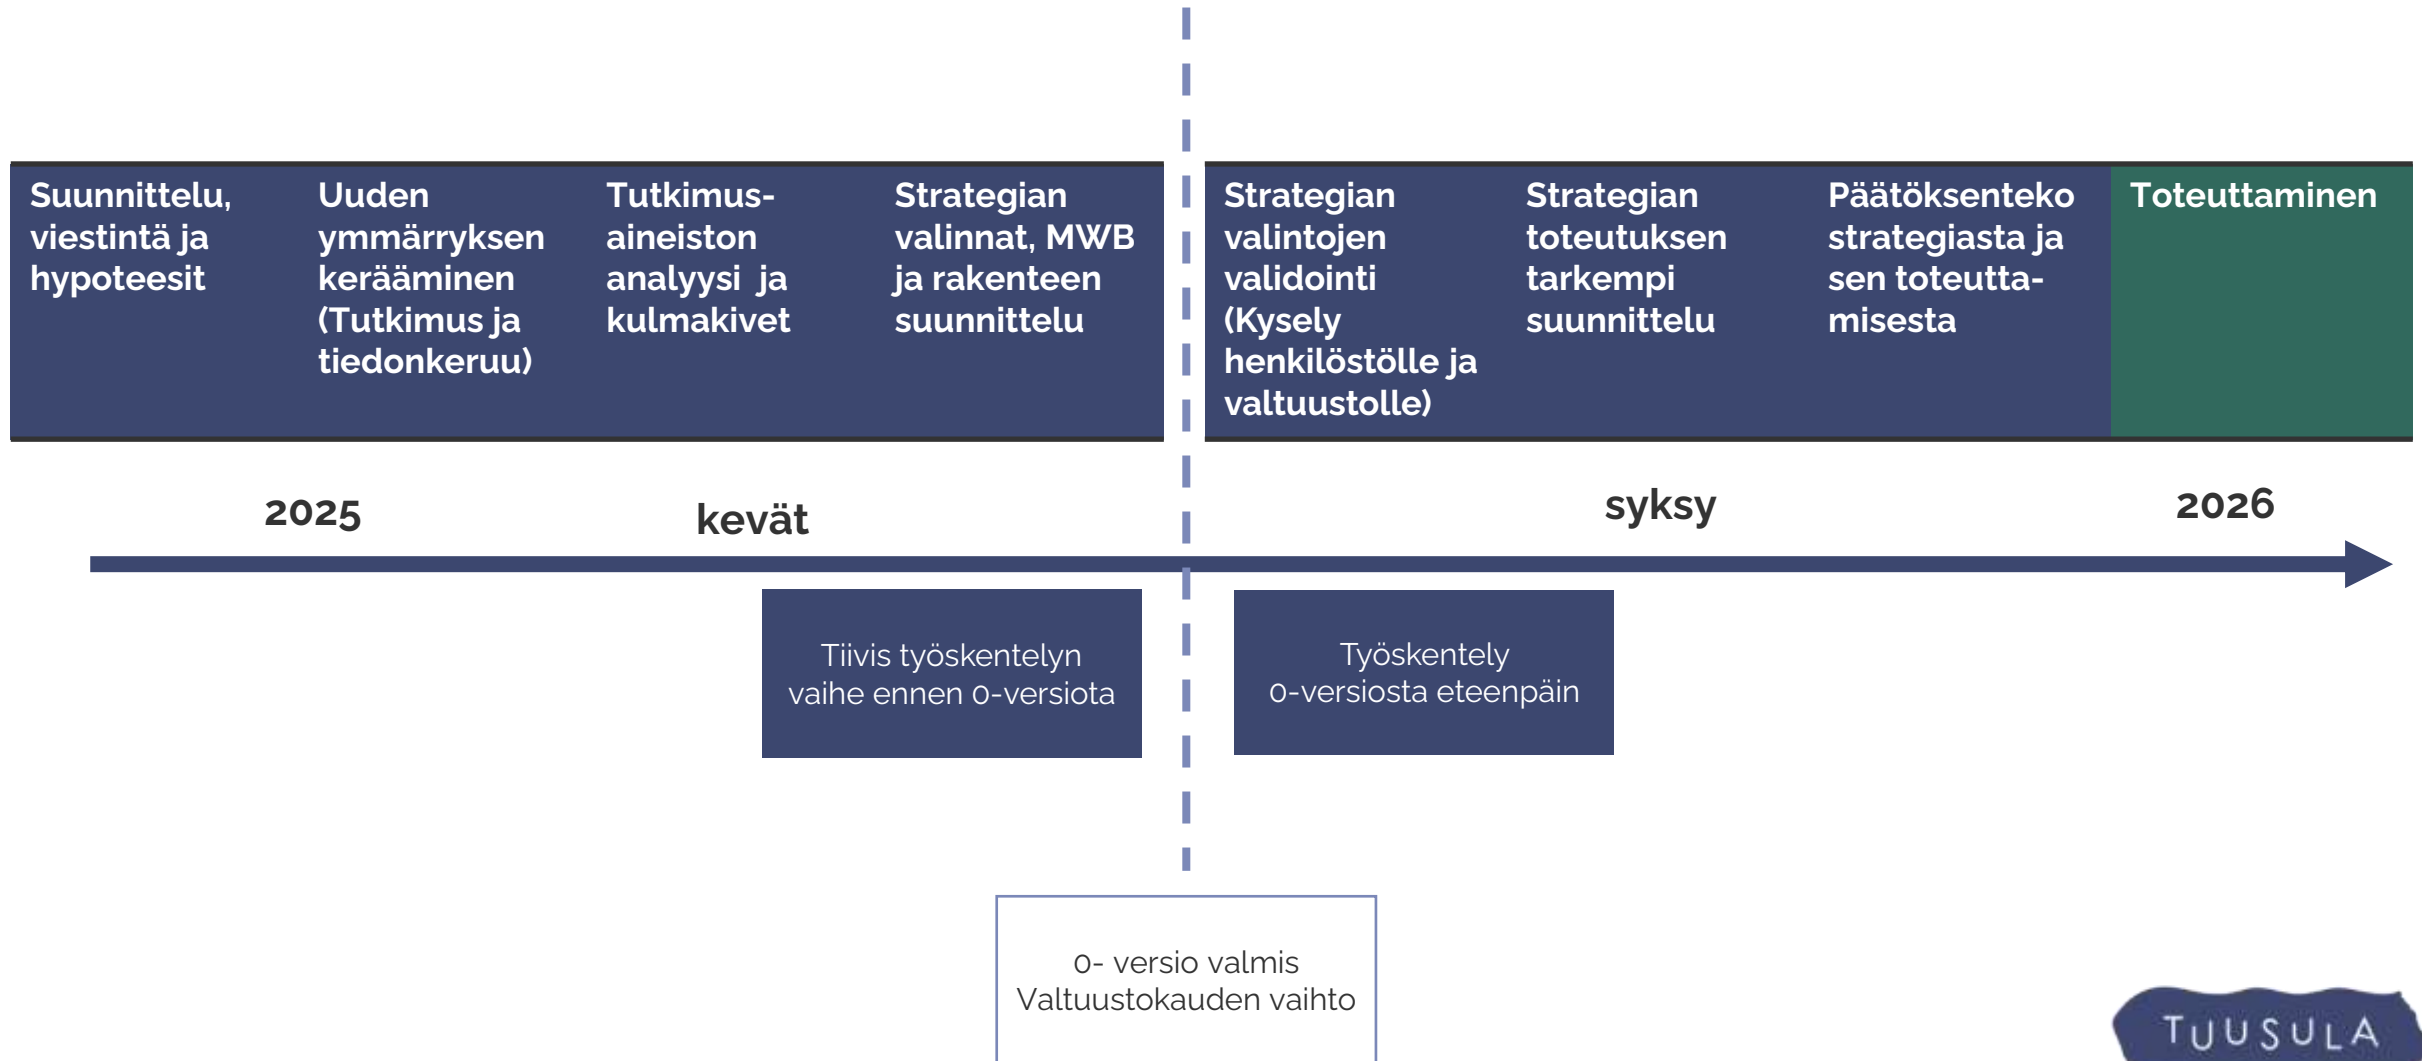 Suunnittelu,
viestintä ja
hypoteesit
Uuden
ymmärryksen
kerääminen
(Tutkimus ja
tiedonkeruu)
Tutkimus-
aineiston
analyysi ja
kulmakivet
Strategian
valinnat, MWB
ja rakenteen
suunnittelu
Strategian
valintojen
validointi
(Kysely
henkilöstölle ja
valtuustolle)
Strategian
toteutuksen
tarkempi
suunnittelu
Päätöksenteko
strategiasta ja
sen toteutta-
misesta
Toteuttaminen
2025
kevät
syksy
2026
Tiivis työskentelyn
vaihe ennen 0-versiota
Työskentely
0-versiosta eteenpäin
0- versio valmis
Valtuustokauden vaihto
TUUSULA